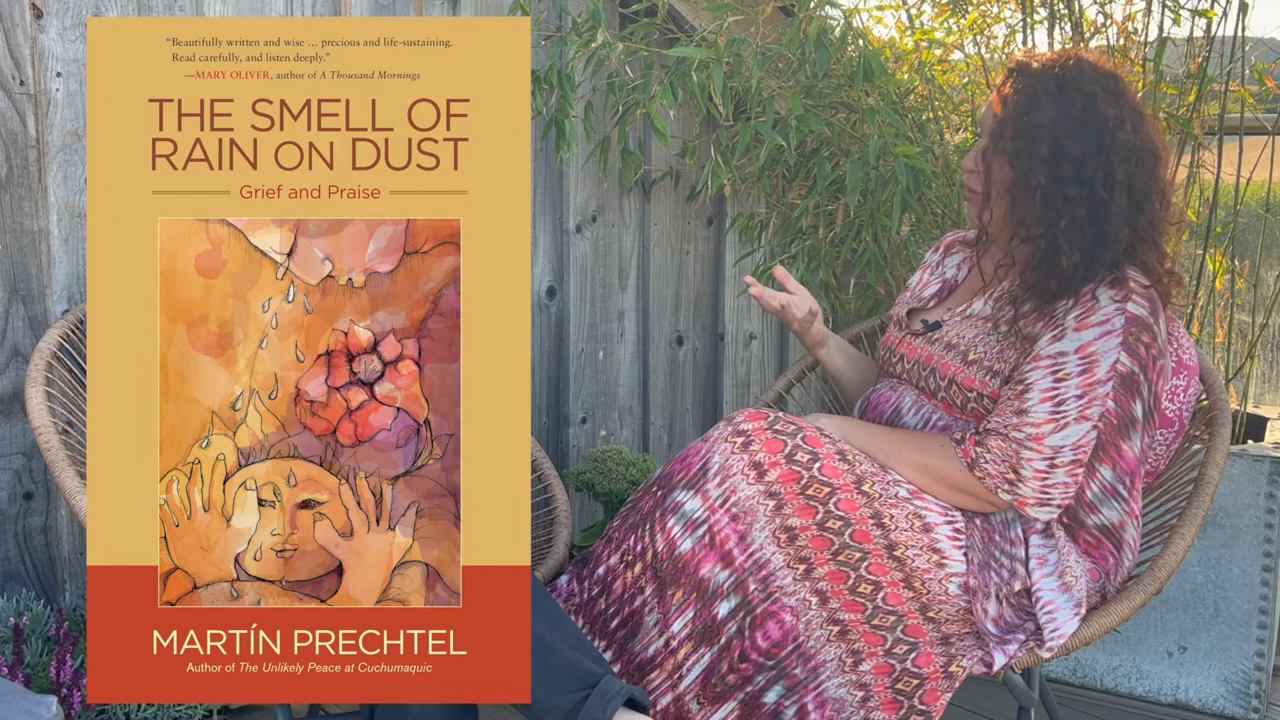 “Beautifully written and wise ... precious and life-sustaining.
Read carefully, and listen deeply.”
—MARY OLIVER, author of A Thousand Mornings
THE SMELL OF
RAIN ON DUST
Grief and Praise
MARTÍN PRECHTEL
Author of The Unlikely Peace at Cuchumaquic